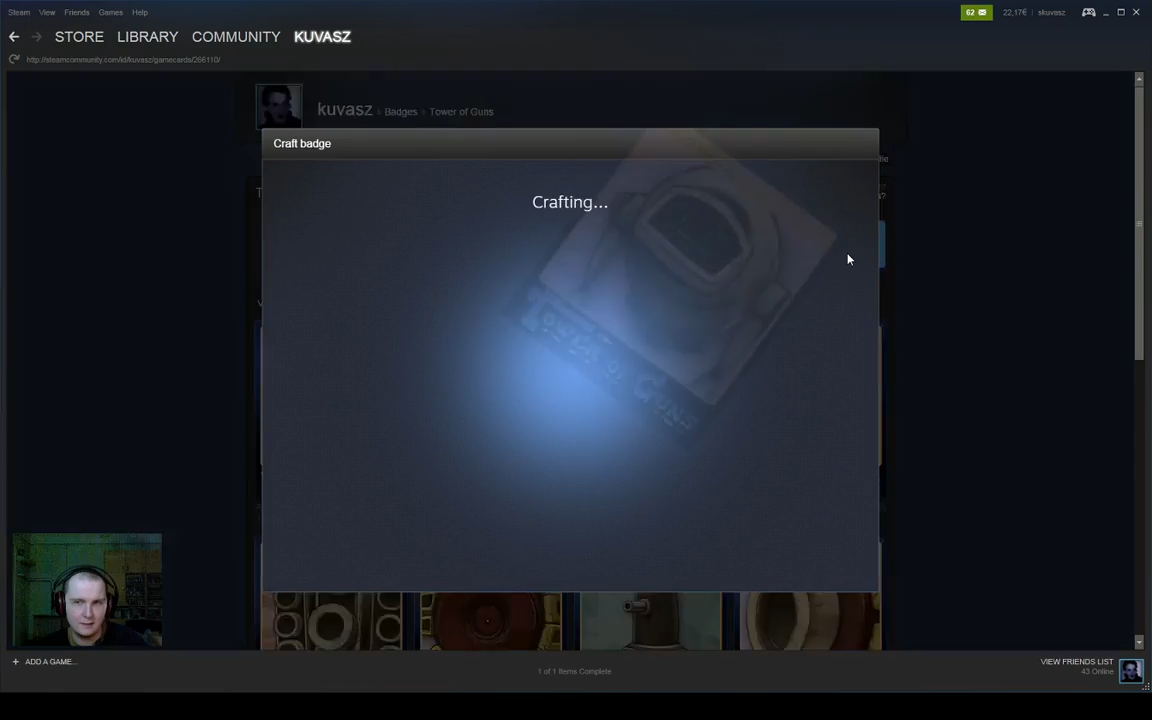 Steam View Friends Games Help
62 22,17€ skuvasz
STORE LIBRARY COMMUNITY KUVASZ
http://steamcommunity.com/id/kuvasz/gamecards/266110/
kuvasz Badges Tower of Guns
Craft badge
Crafting...
Tower of Guns
+ ADD A GAME...
1 of 1 Items Complete
VIEW FRIENDS LIST
43 Online